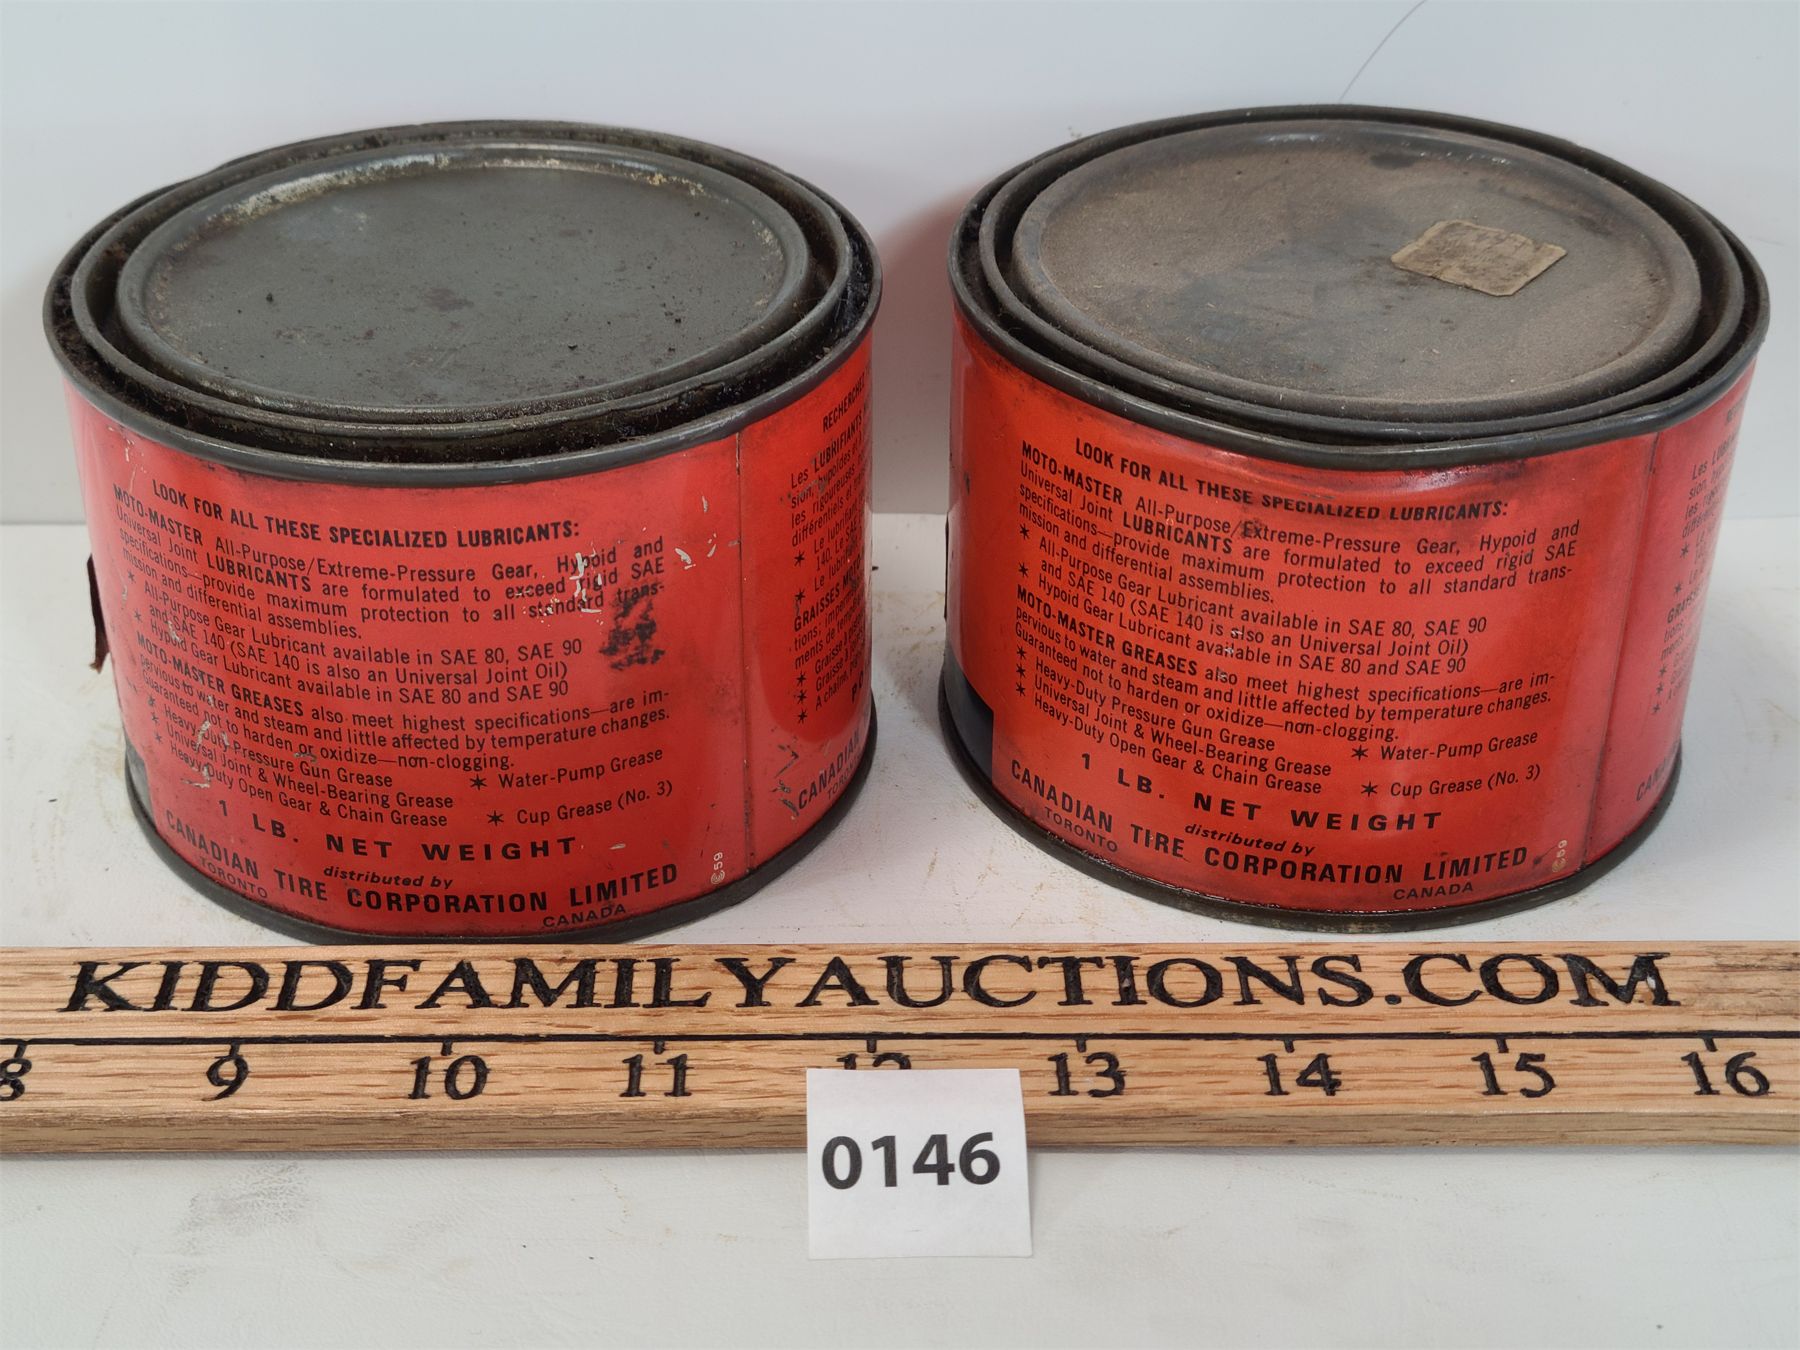 LOOK FOR ALL THESE SPECIALIZED LUBRICANTS:
MOTO-MASTER All-Purpose/Extreme-Pressure Gear, Hypoid and
Universal Joint LUBRICANTS are formulated to exceed rigid SAE
specifications—provide maximum protection to all standard trans-
mission and differential assemblies.
* All-Purpose Gear Lubricant available in SAE 80, SAE 90
and SAE 140 (SAE 140 is also an Universal Joint Oil)
* Hypoid Gear Lubricant available in SAE 80 and SAE 90
MOTO-MASTER GREASES also meet highest specifications—are im-
pervious to water and steam and little affected by temperature changes.
Guaranteed not to harden or oxidize—non-clogging.
* Heavy-Duty Pressure Gun Grease * Water-Pump Grease
* Universal Joint & Wheel-Bearing Grease
* Heavy-Duty Open Gear & Chain Grease * Cup Grease (No. 3)
1 LB. NET WEIGHT
distributed by
CANADIAN TIRE CORPORATION LIMITED
TORONTO CANADA
59
Les LUBRIFIANTS
GRAISSES
CANADIAN
LOOK FOR ALL THESE SPECIALIZED LUBRICANTS:
MOTO-MASTER All-Purpose/Extreme-Pressure Gear, Hypoid and
Universal Joint LUBRICANTS are formulated to exceed rigid SAE
specifications—provide maximum protection to all standard trans-
mission and differential assemblies.
* All-Purpose Gear Lubricant available in SAE 80, SAE 90
and SAE 140 (SAE 140 is also an Universal Joint Oil)
* Hypoid Gear Lubricant available in SAE 80 and SAE 90
MOTO-MASTER GREASES also meet highest specifications—are im-
pervious to water and steam and little affected by temperature changes.
Guaranteed not to harden or oxidize—non-clogging.
* Heavy-Duty Pressure Gun Grease * Water-Pump Grease
* Universal Joint & Wheel-Bearing Grease
* Heavy-Duty Open Gear & Chain Grease * Cup Grease (No. 3)
1 LB. NET WEIGHT
distributed by
CANADIAN TIRE CORPORATION LIMITED
TORONTO CANADA
59
KIDDFAMILYAUCTIONS.COM
8 9 10 11 12 13 14 15 16
0146